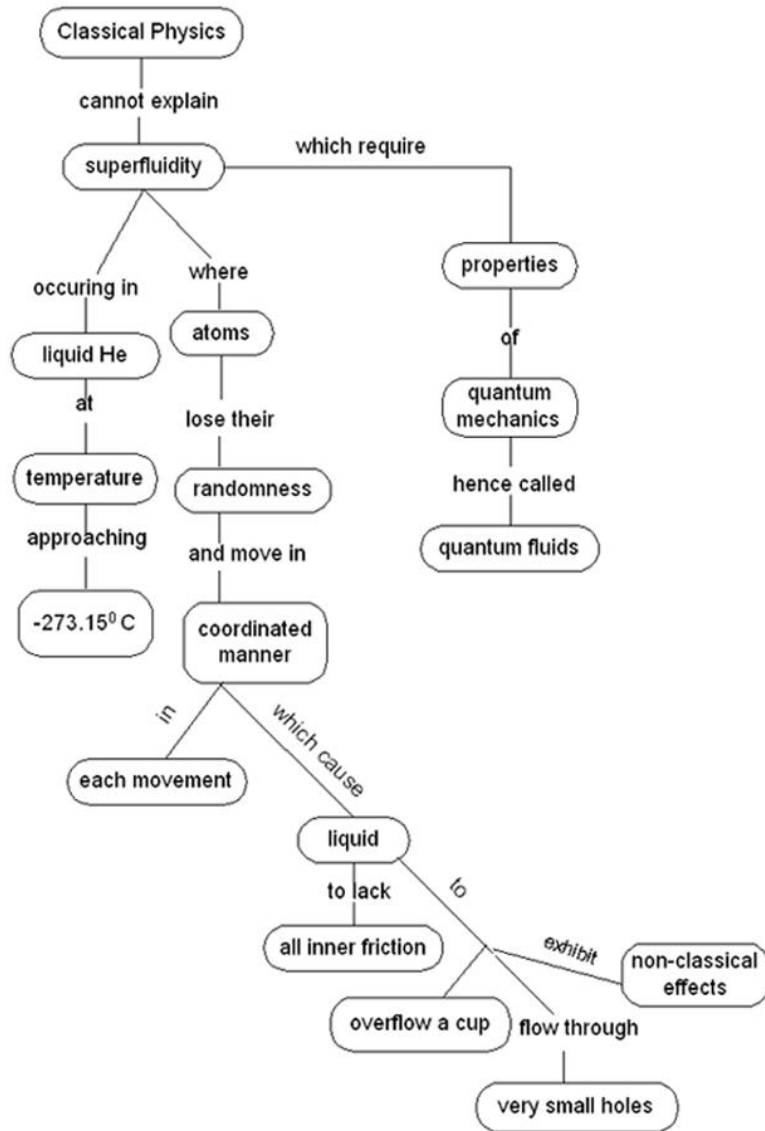 Classical Physics
cannot explain
superfluidity
which require
where
properties
occuring in
atoms
liquid He
of
at
quantum
mechanics
lose their
temperature
randomness
hence called
approaching
and move in
quantum fluids
-273.15⁰ C
coordinated
manner
in
which cause
each movement
liquid
to lack
to
all inner friction
exhibit
non-classical
effects
overflow a cup
flow through
very small holes